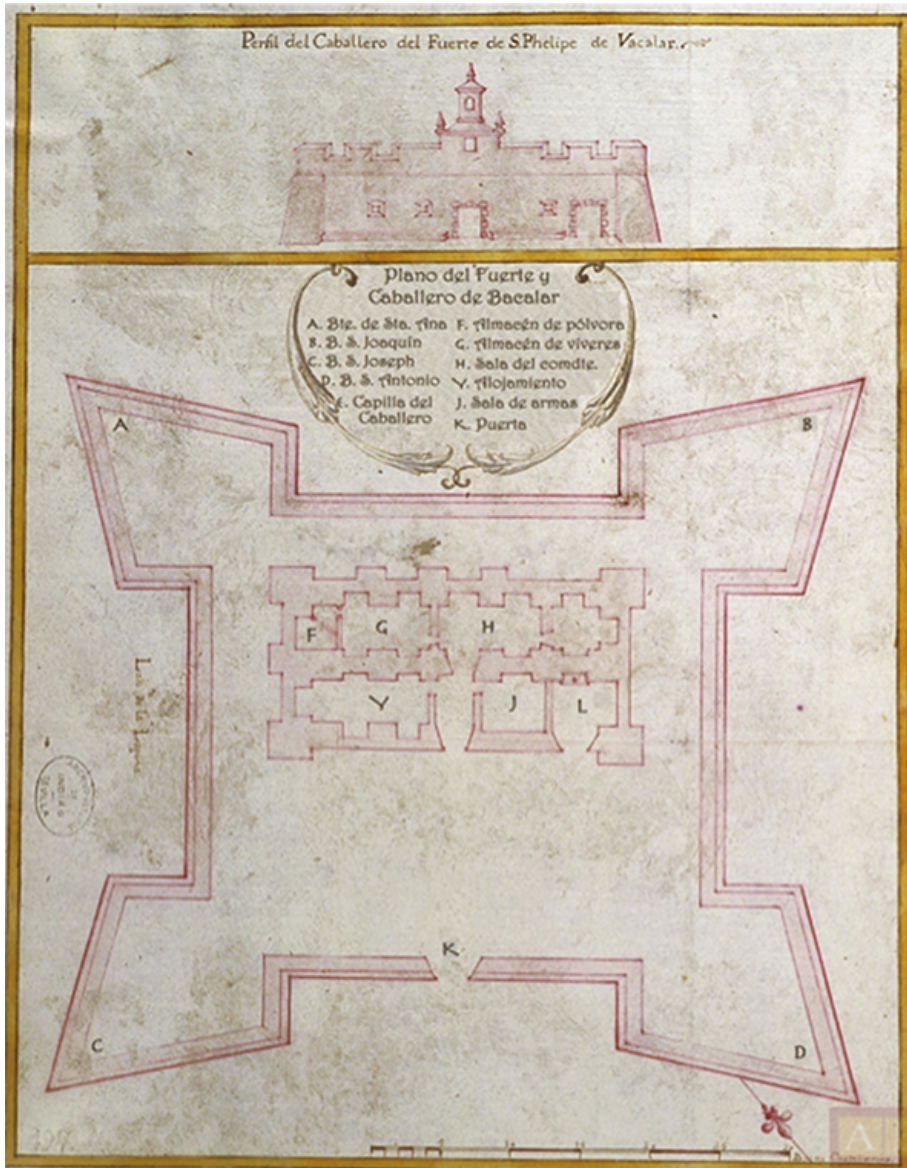 Perfil del Caballero del Fuerte de S. Phelipe de Vacalar.
Plano del Fuerte y
Caballero de Bacalar
A. Bte. de Sta. Ana
B. B. S. Joaquín
C. B. S. Joseph
D. B. S. Antonio
E. Capilla del
Caballero
F. Almacén de pólvora
G. Almacén de víveres
H. Sala del comdte.
Y. Alojamiento
J. Sala de armas
K. Puerta
A
B
F
G
H
Y
J
L
K
C
D
A